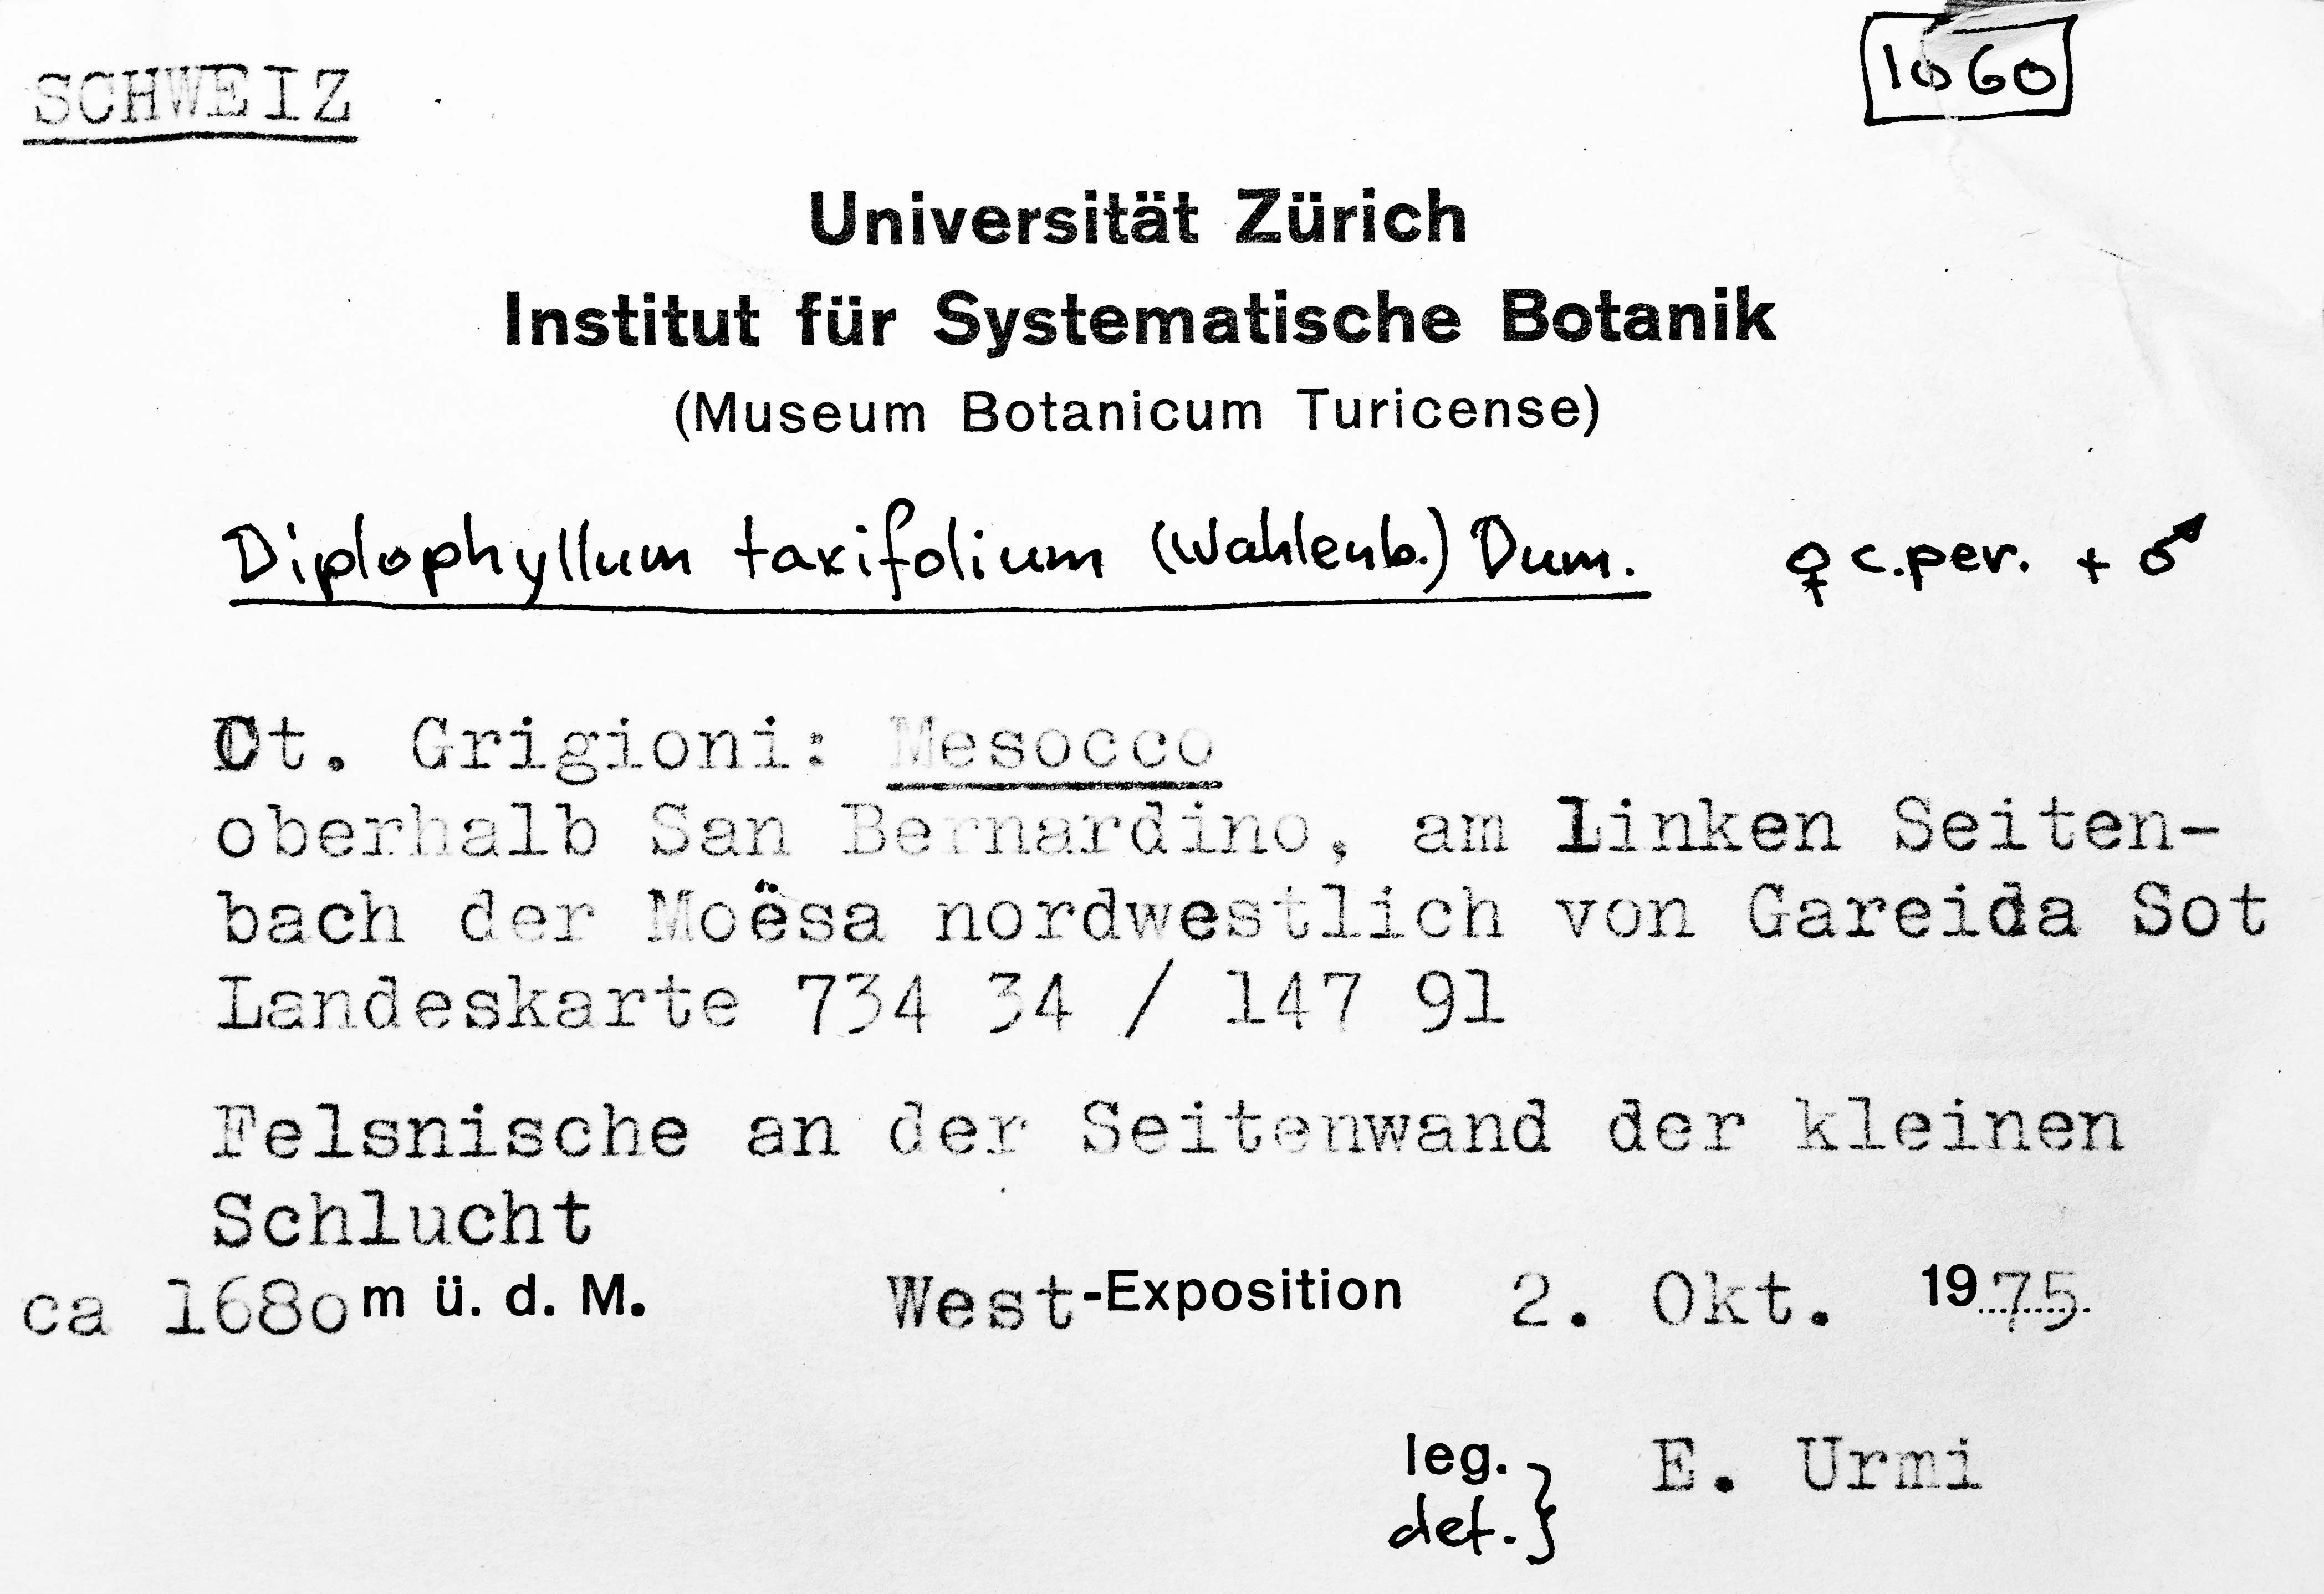 SCHWEIZ
1060
Universität Zürich
Institut für Systematische Botanik
(Museum Botanicum Turicense)
Diplophyllum taxifolium (Wahlenb.) Dum. ♀ c.per. + ♂
Ct. Grigioni: Mesocco
oberhalb San Bernardino, am linken Seiten-
bach der Moësa nordwestlich von Gareida Sot
Landeskarte 734 34 / 147 91
Felsnische an der Seitenwand der kleinen
Schlucht
ca 1680 m ü. d. M. West-Exposition 2. Okt. 1975
leg. E. Urmi
det.